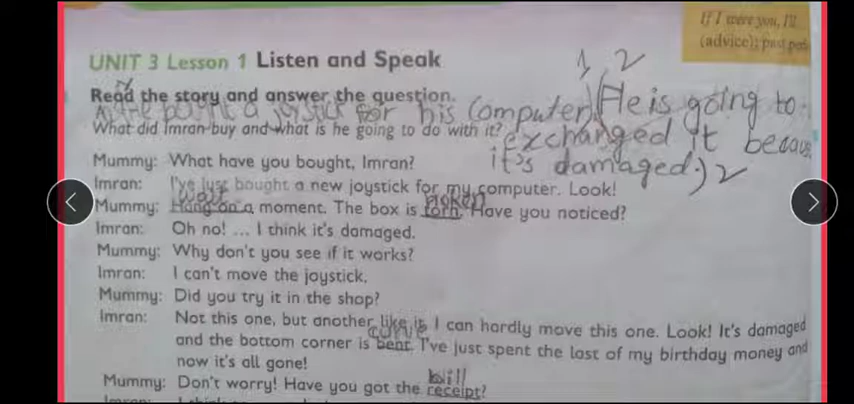 If I were you, I'll
(advice); past
UNIT 3 Lesson 1 Listen and Speak
1, 2
Read the story and answer the question.
a joystick for his computer. (He is going to
What did Imran buy and what is he going to do with it? exchanged it
it's damaged.) 2
Mummy: What have you bought, Imran?
Imran: I've just bought a new joystick for my computer. Look!
wait broken
Mummy: Hang on a moment. The box is torn. Have you noticed?
Imran: Oh no! ... I think it's damaged.
Mummy: Why don't you see if it works?
Imran: I can't move the joystick.
Mummy: Did you try it in the shop?
Imran: Not this one, but another like it. I can hardly move this one. Look! It's damaged
curve
and the bottom corner is bent. I've just spent the last of my birthday money and
now it's all gone!
bill
Mummy: Don't worry! Have you got the receipt?
Imran: I think